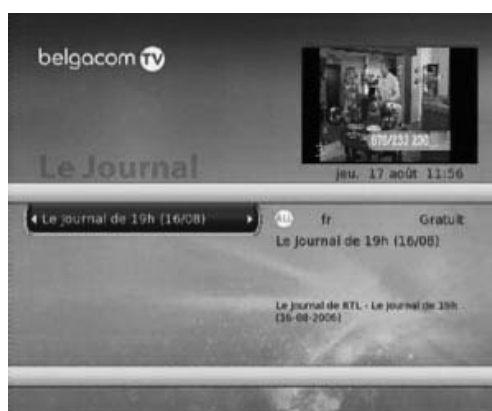 belgacom TV
070/233 230
Le Journal
jeu. 17 août 11:56
Le journal de 19h (16/08)
fr Gratuit
Le Journal de 19h (16/08)
Le Journal de RTL - Le journal de 19h
(16-08-2006)